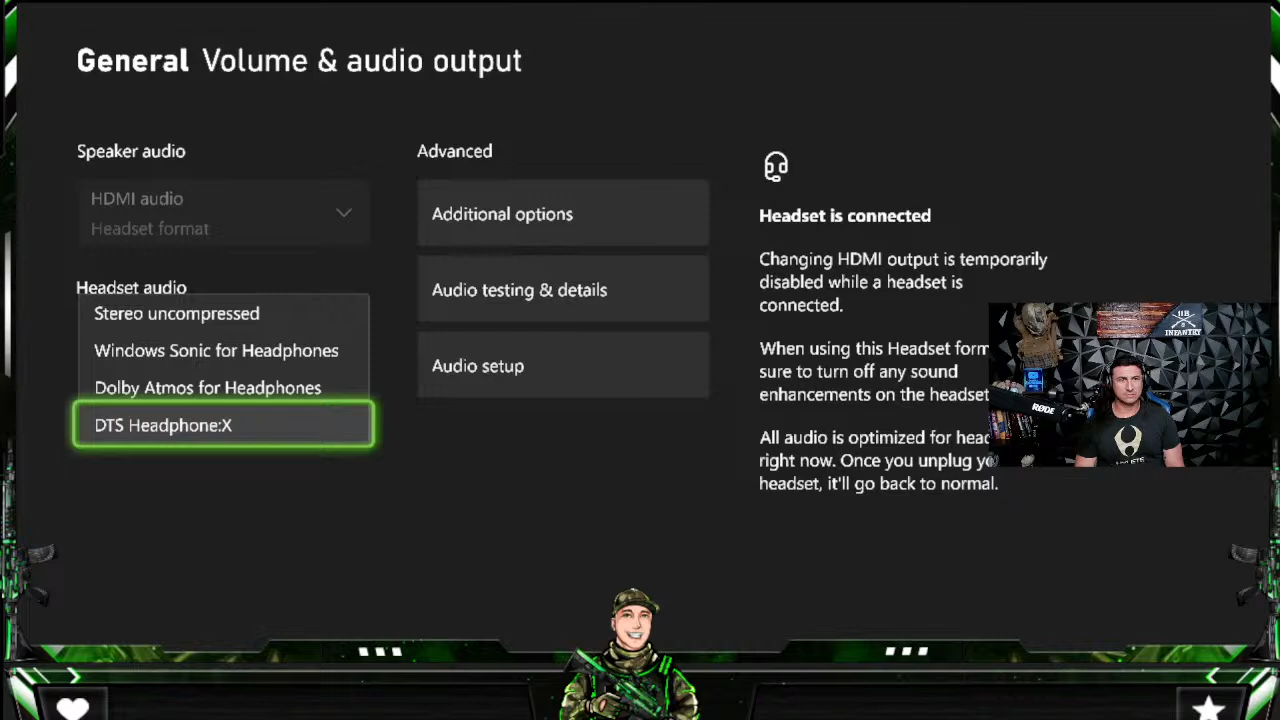 General Volume & audio output
Speaker audio
HDMI audio
Headset format
Headset audio
Stereo uncompressed
Windows Sonic for Headphones
Dolby Atmos for Headphones
DTS Headphone:X
Advanced
Additional options
Audio testing & details
Audio setup
Headset is connected
Changing HDMI output is temporarily
disabled while a headset is
connected.
When using this Headset form
sure to turn off any sound
enhancements on the headset
All audio is optimized for head
right now. Once you unplug yo
headset, it'll go back to normal.
11B
INFANTRY
RØDE